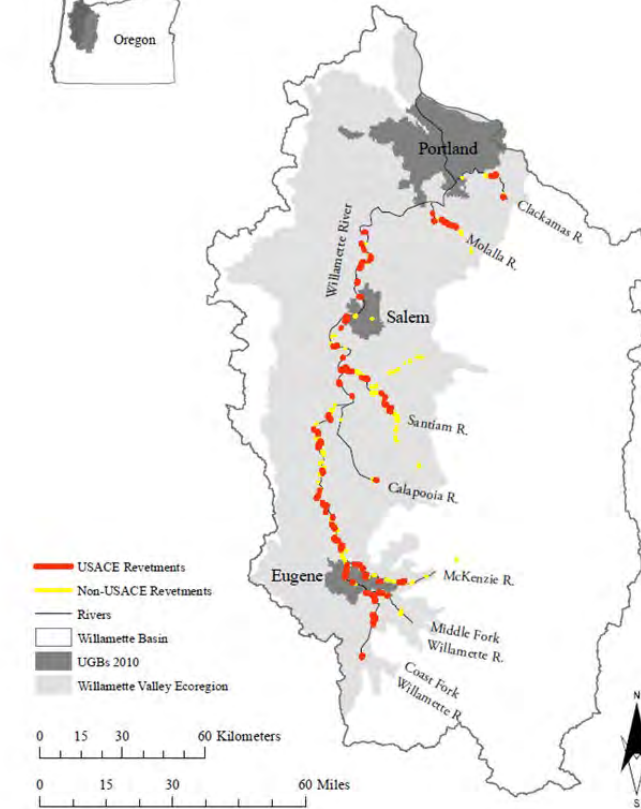 Oregon
Portland
Clackamas R.
Molalla R.
Willamette River
Salem
Santiam R.
Calapooia R.
Eugene
McKenzie R.
Middle Fork
Willamette R.
Coast Fork
Willamette R.
USACE Revetments
Non-USACE Revetments
Rivers
Willamette Basin
UGBs 2010
Willamette Valley Ecoregion
0 15 30 60 Kilometers
0 15 30 60 Miles
N
S